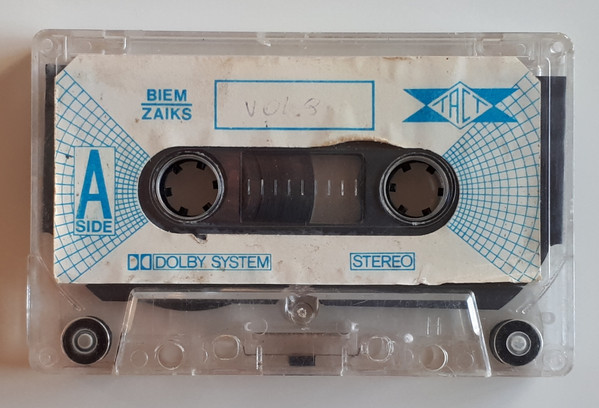 BIEM
ZAIKS
VOL.3
TACT
A
SIDE
DOLBY SYSTEM
STEREO